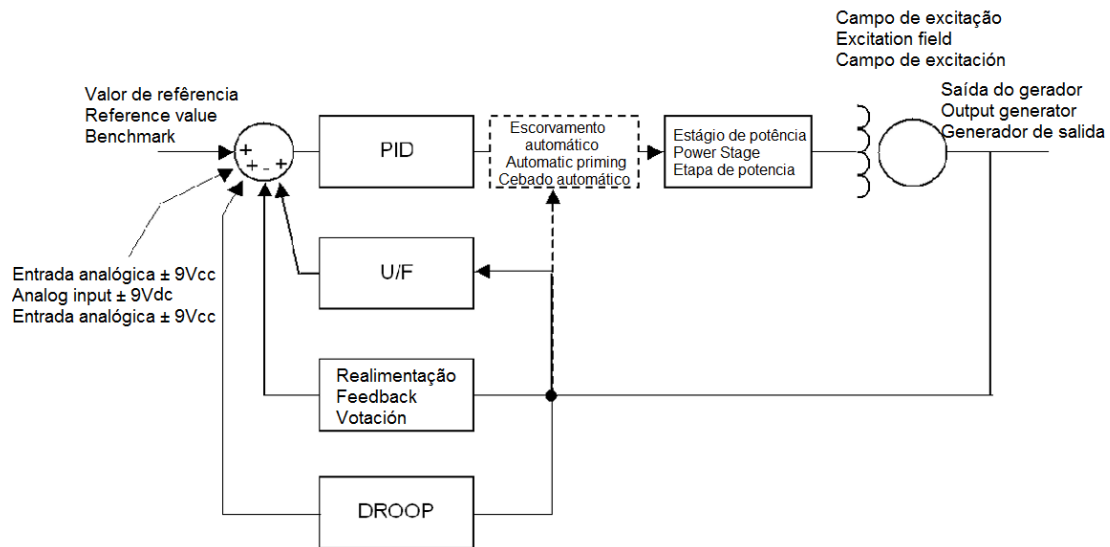 Campo de excitação
Excitation field
Campo de excitación
Saída do gerador
Output generator
Generador de salida
Valor de refêrencia
Reference value
Benchmark
+
+
-
+
PID
Escorvamento
automático
Automatic priming
Cebado automático
Estágio de potência
Power Stage
Etapa de potencia
U/F
Entrada analógica ± 9Vcc
Analog input ± 9Vdc
Entrada analógica ± 9Vcc
Realimentação
Feedback
Votación
DROOP